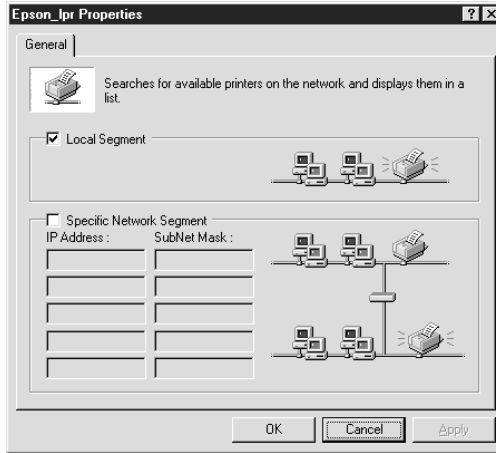 Epson_lpr Properties
General
Searches for available printers on the network and displays them in a
list.
Local Segment
Specific Network Segment
IP Address : SubNet Mask :
OK Cancel Apply